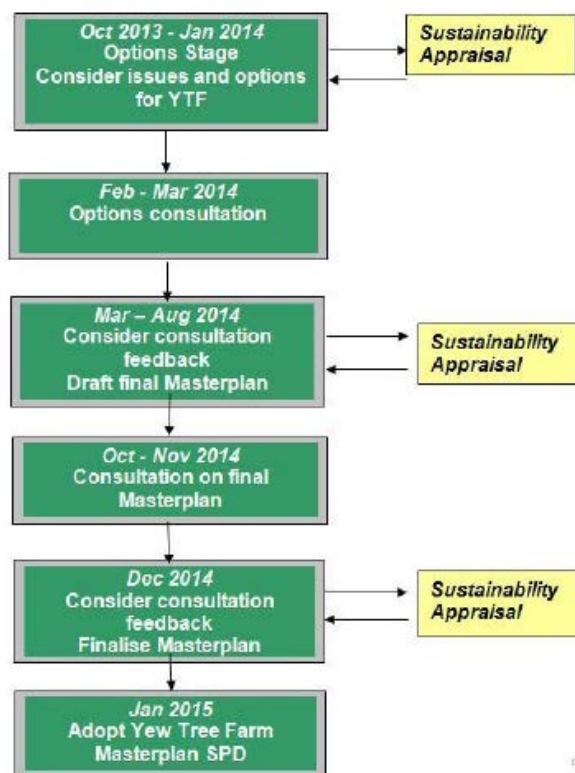 Oct 2013 - Jan 2014
Options Stage
Consider issues and options
for YTF
Sustainability
Appraisal
Feb - Mar 2014
Options consultation
Mar – Aug 2014
Consider consultation
feedback
Draft final Masterplan
Sustainability
Appraisal
Oct - Nov 2014
Consultation on final
Masterplan
Dec 2014
Consider consultation
feedback
Finalise Masterplan
Sustainability
Appraisal
Jan 2015
Adopt Yew Tree Farm
Masterplan SPD